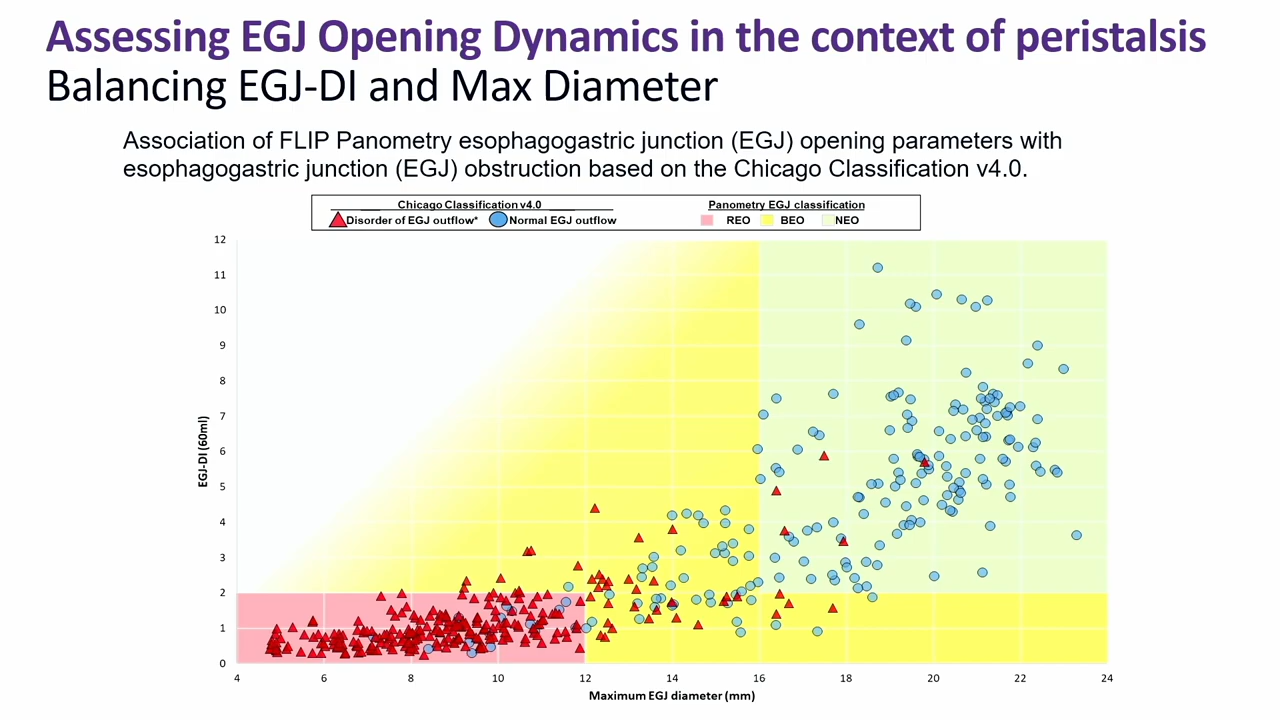 Assessing EGJ Opening Dynamics in the context of peristalsis
Balancing EGJ-DI and Max Diameter
Association of FLIP Panometry esophagogastric junction (EGJ) opening parameters with
esophagogastric junction (EGJ) obstruction based on the Chicago Classification v4.0.
Chicago Classification v4.0
Panometry EGJ classification
Disorder of EGJ outflow*
Normal EGJ outflow
REO
BEO
NEO
12
11
10
9
8
7
6
5
4
3
2
1
0
EGJ-DI (60ml)
4 6 8 10 12 14 16 18 20 22 24
Maximum EGJ diameter (mm)